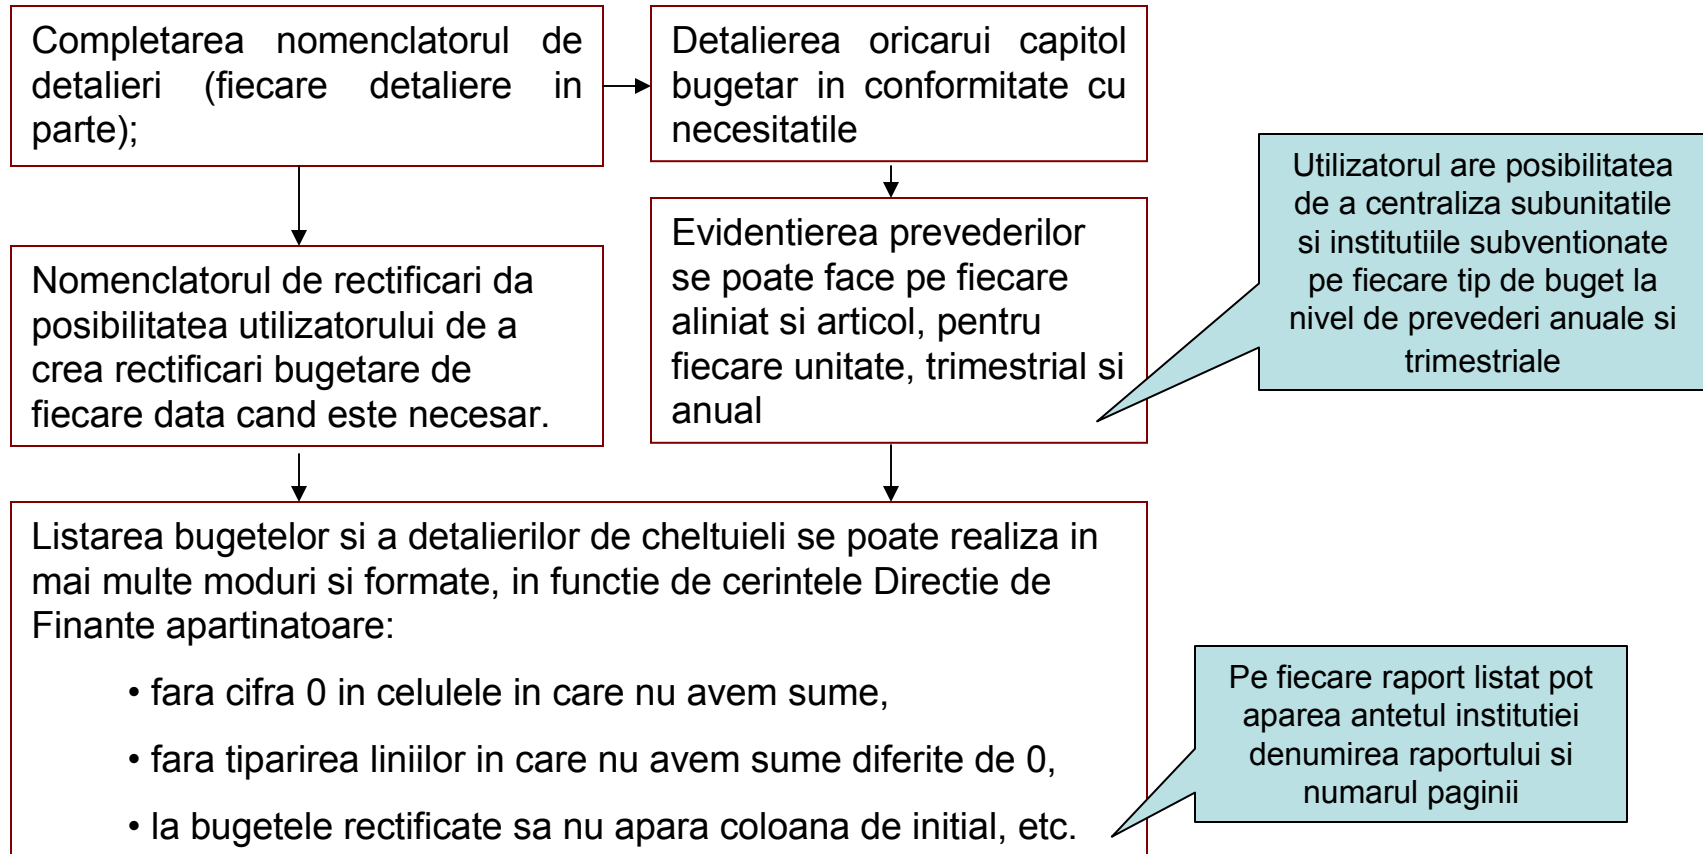 Completarea nomenclatorul de
detalieri (fiecare detaliere in
parte);
Detalierea oricarui capitol
bugetar in conformitate cu
necesitatile
Utilizatorul are posibilitatea
de a centraliza subunitatile
si institutiile subventionate
pe fiecare tip de buget la
nivel de prevederi anuale si
trimestriale
Nomenclatorul de rectificari da
posibilitatea utilizatorului de a
crea rectificari bugetare de
fiecare data cand este necesar.
Evidentierea prevederilor
se poate face pe fiecare
aliniat si articol, pentru
fiecare unitate, trimestrial si
anual
Listarea bugetelor si a detalierilor de cheltuieli se poate realiza in
mai multe moduri si formate, in functie de cerintele Directie de
Finante apartinatoare:
• fara cifra 0 in celulele in care nu avem sume,
• fara tiparirea liniilor in care nu avem sume diferite de 0,
• la bugetele rectificate sa nu apara coloana de initial, etc.
Pe fiecare raport listat pot
aparea antetul institutiei
denumirea raportului si
numarul paginii